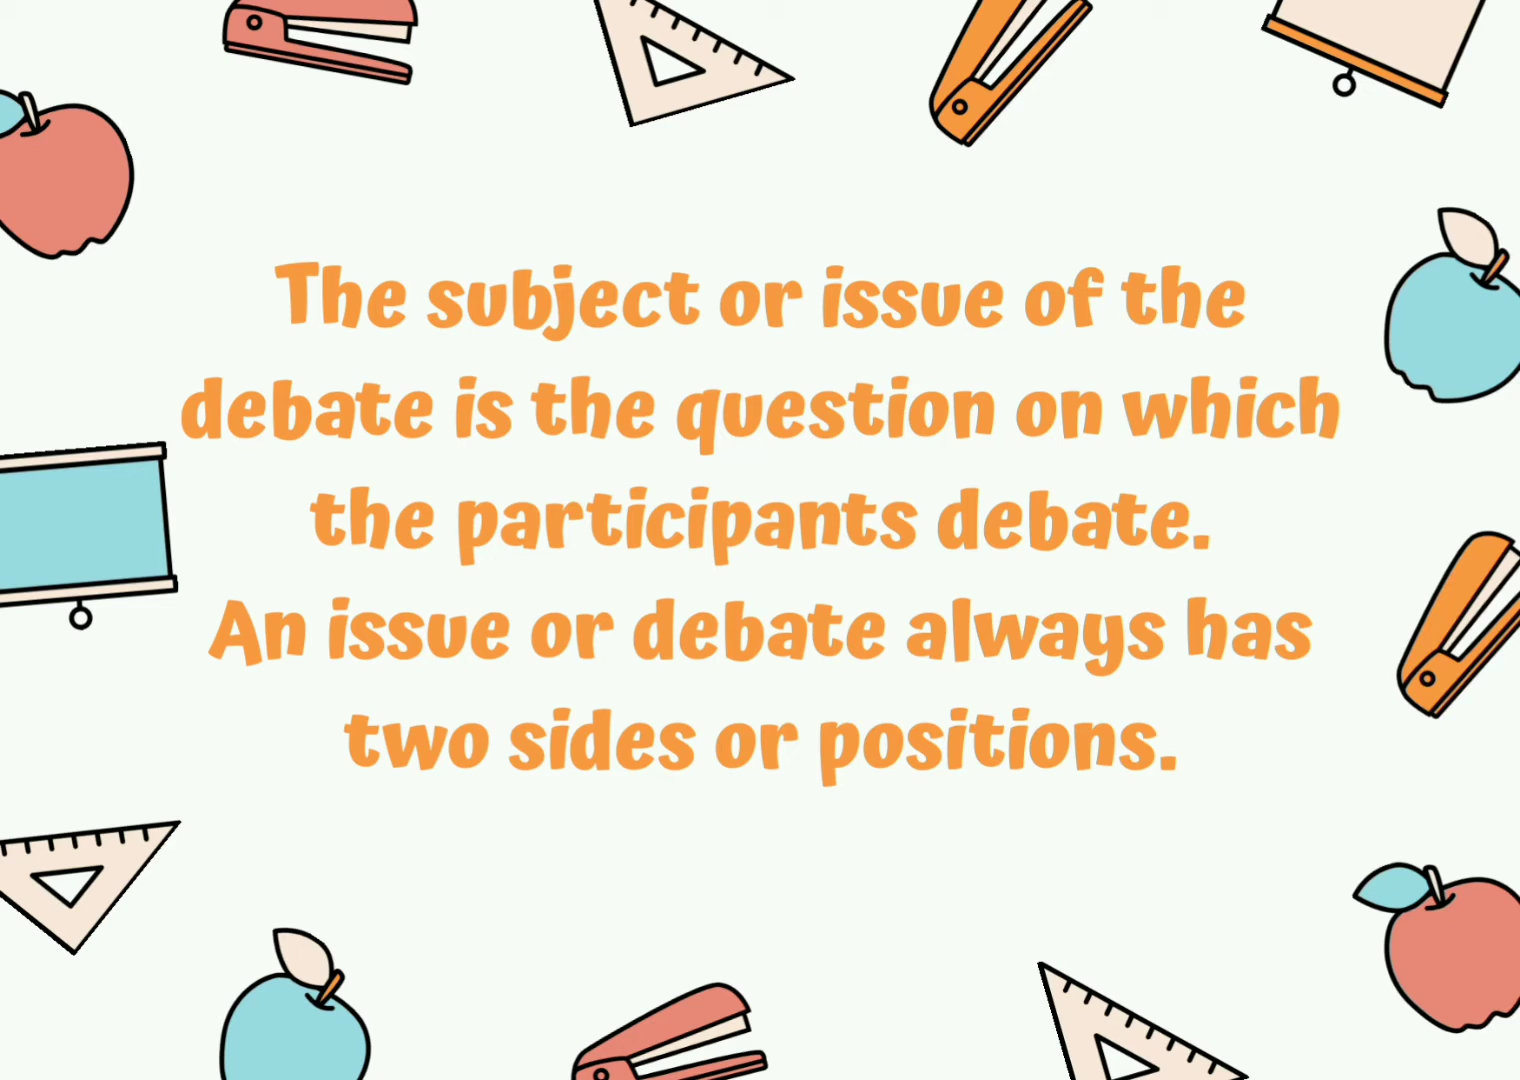 The subject or issue of the
debate is the question on which
the participants debate.
An issue or debate always has
two sides or positions.